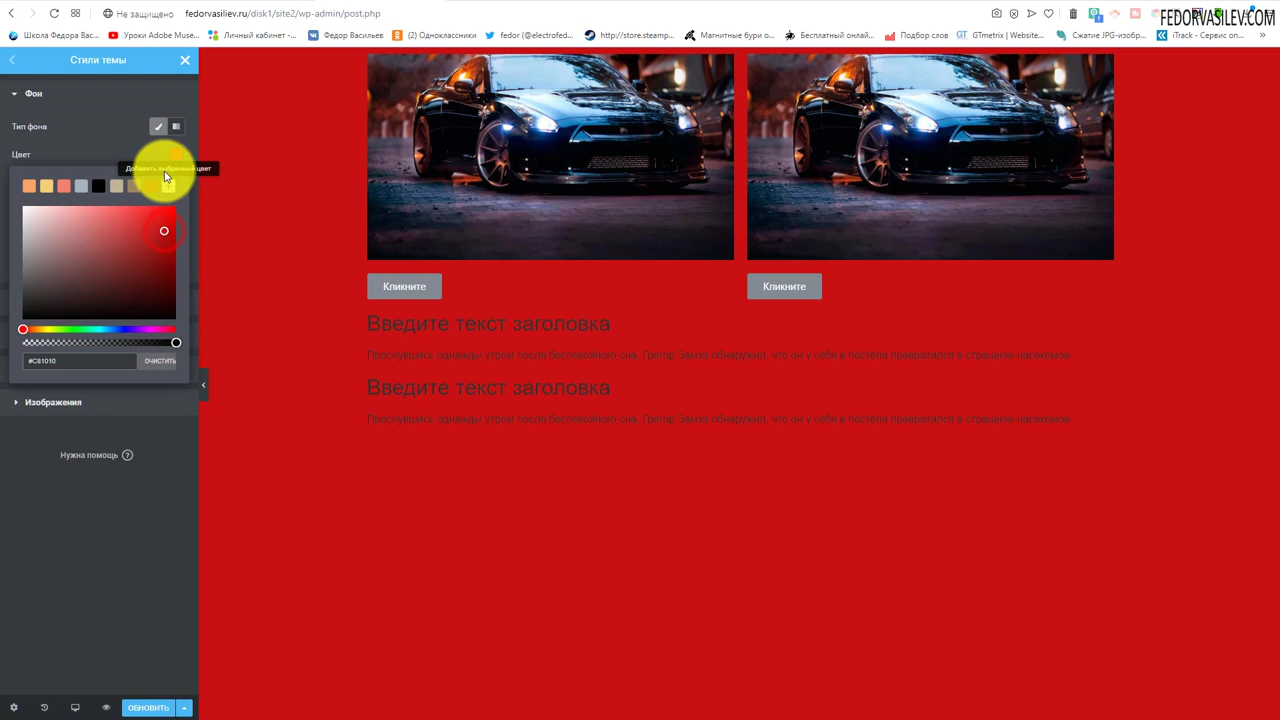 Не защищено
fedorvasiliev.ru/disk1/site2/wp-admin/post.php
FEDORVASILEV.COM
Школа Федора Вас...
Уроки Adobe Muse...
Личный кабинет -...
Федор Васильев
(2) Одноклассники
fedor (@electrofed...
http://store.steamp...
Магнитные бури о...
Бесплатный онлай...
Подбор слов
GTmetrix | Website...
Сжатие JPG-изобр...
iTrack - Сервис оп...
Стили темы
Фон
Тип фона
Цвет
Добавить выбранный цвет
#C81010
ОЧИСТИТЬ
Изображения
Нужна помощь
ОБНОВИТЬ
Кликните
Кликните
Введите текст заголовка
Проснувшись однажды утром после беспокойного сна, Грегор Замза обнаружил, что он у себя в постели превратился в страшное насекомое
Введите текст заголовка
Проснувшись однажды утром после беспокойного сна, Грегор Замза обнаружил, что он у себя в постели превратился в страшное насекомое